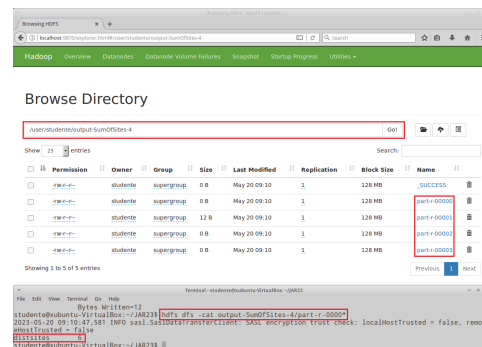 Browsing HDFS - Mozilla Firefox
Browsing HDFS
localhost:9870/explorer.html#/user/studente/output-SumOfSites-4
Search
Hadoop Overview Datanodes Datanode Volume Failures Snapshot Startup Progress Utilities
Browse Directory
/user/studente/output-SumOfSites-4 Go!
Show 25 entries Search:
Permission Owner Group Size Last Modified Replication Block Size Name
-rw-r--r-- studente supergroup 0 B May 20 09:10 1 128 MB _SUCCESS
-rw-r--r-- studente supergroup 0 B May 20 09:10 1 128 MB part-r-00000
-rw-r--r-- studente supergroup 12 B May 20 09:10 1 128 MB part-r-00001
-rw-r--r-- studente supergroup 0 B May 20 09:10 1 128 MB part-r-00002
-rw-r--r-- studente supergroup 0 B May 20 09:10 1 128 MB part-r-00003
Showing 1 to 5 of 5 entries Previous 1 Next
Terminal - studente@xubuntu-VirtualBox: ~/JAR23
File Edit View Terminal Go Help
Bytes Written=12
studente@xubuntu-VirtualBox:~/JAR23$ hdfs dfs -cat output-SumOfSites-4/part-r-0000*
2023-05-20 09:10:47,581 INFO sasl.SaslDataTransferClient: SASL encryption trust check: localHostTrusted = false, remo
eHostTrusted = false
distsites 6
studente@xubuntu-VirtualBox:~/JAR23$